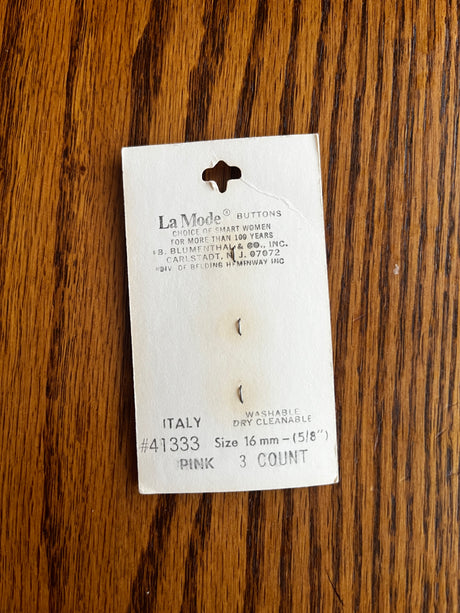 La Mode® BUTTONS
CHOICE OF SMART WOMEN
FOR MORE THAN 100 YEARS
*B. BLUMENTHAL & CO., INC.
CARLSTADT, N. J. 07072
*DIV. OF BELDING HEMINWAY INC
WASHABLE
ITALY DRY CLEANABLE
#41333 Size 16 mm-(5/8")
PINK 3 COUNT